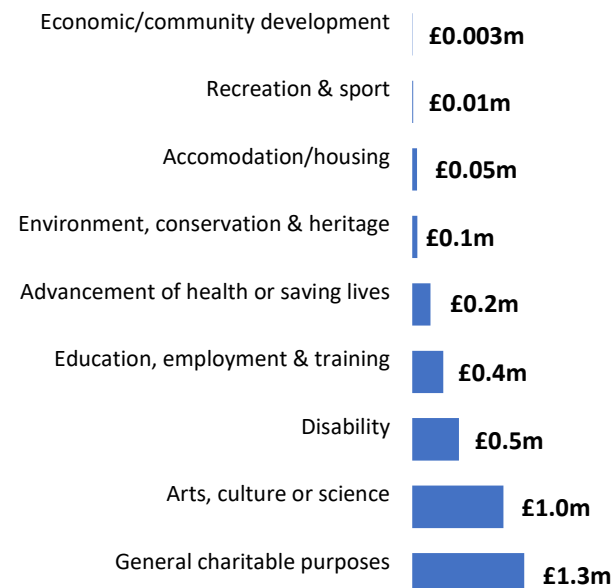 Economic/community development £0.003m
Recreation & sport £0.01m
Accomodation/housing £0.05m
Environment, conservation & heritage £0.1m
Advancement of health or saving lives £0.2m
Education, employment & training £0.4m
Disability £0.5m
Arts, culture or science £1.0m
General charitable purposes £1.3m